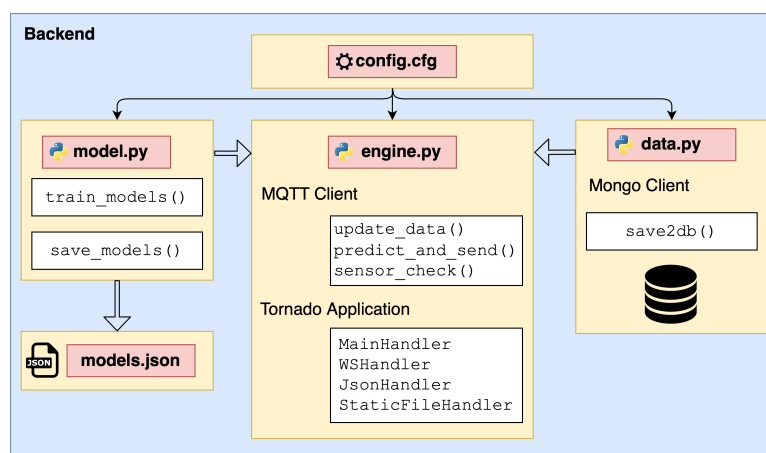 Backend
config.cfg
model.py
train_models()
save_models()
JSON
models.json
engine.py
MQTT Client
update_data()
predict_and_send()
sensor_check()
Tornado Application
MainHandler
WSHandler
JsonHandler
StaticFileHandler
data.py
Mongo Client
save2db()